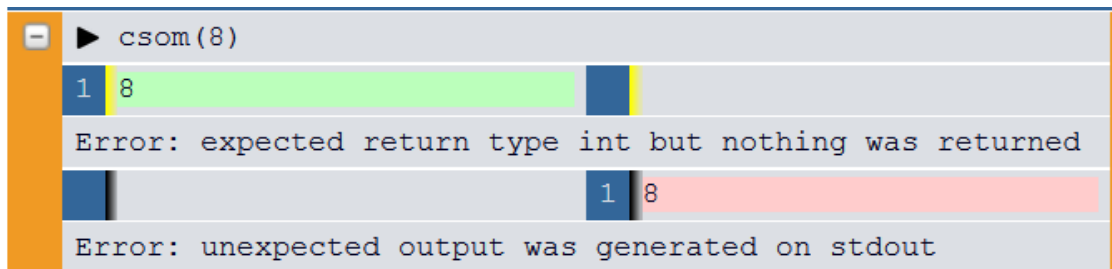 csom(8)
1 8
Error: expected return type int but nothing was returned
1 8
Error: unexpected output was generated on stdout